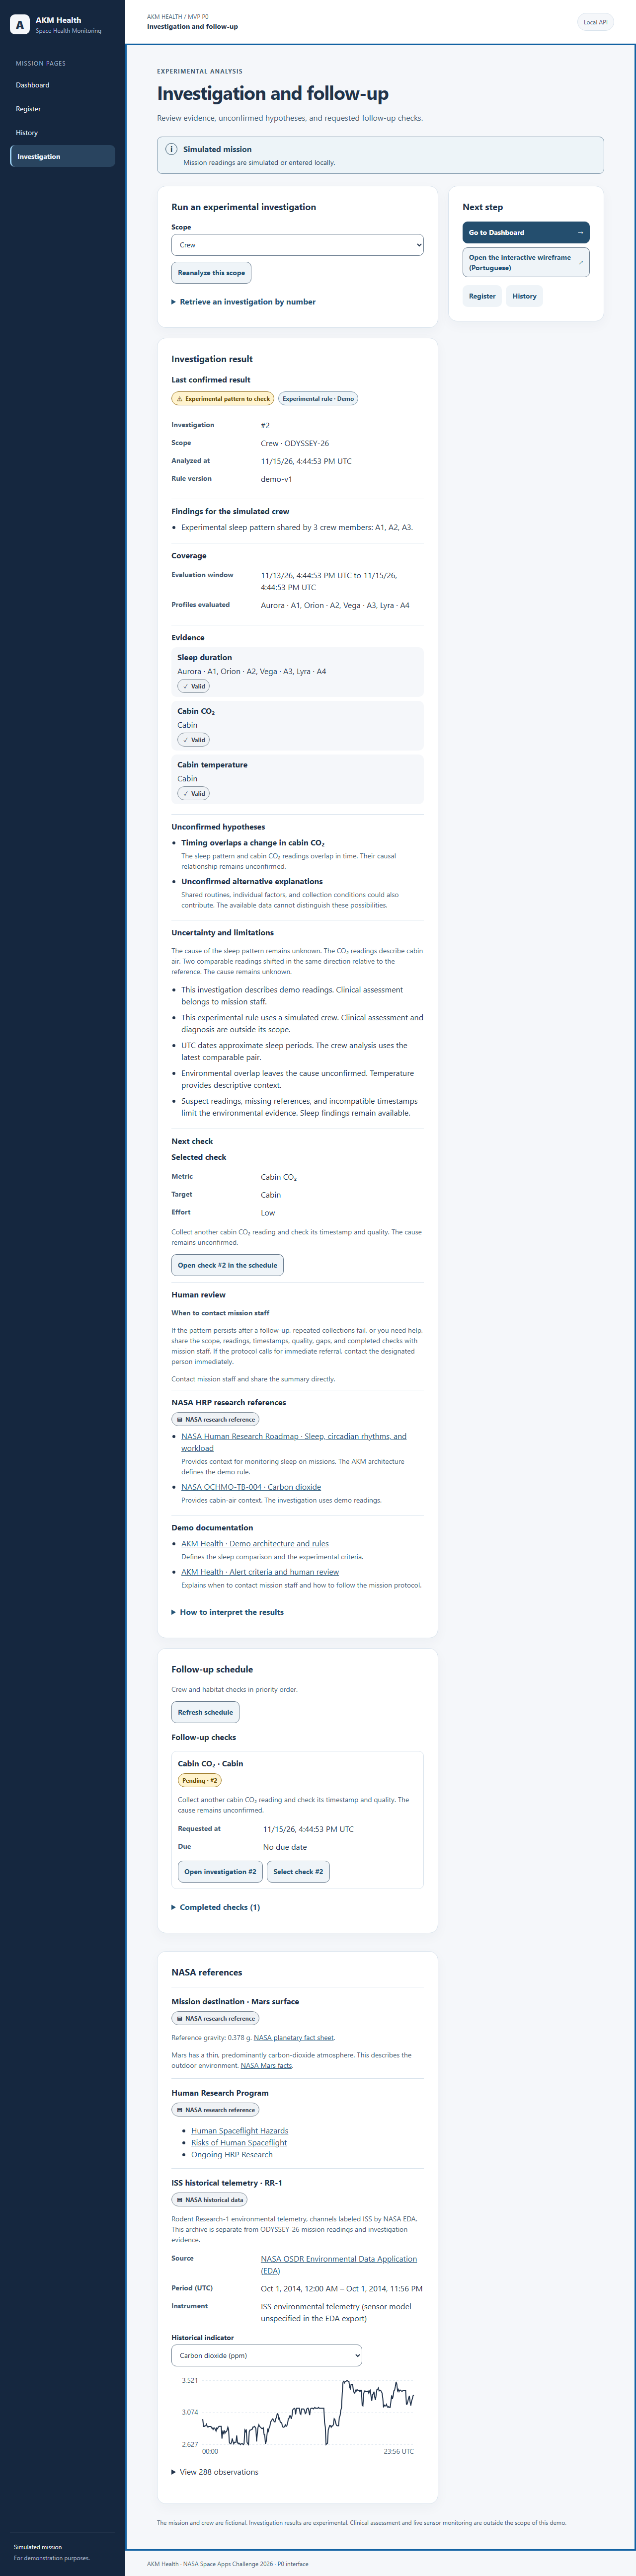 A
AKM Health
Space Health Monitoring
MISSION PAGES
Dashboard
Register
History
Investigation
Simulated mission
For demonstration purposes.
AKM HEALTH / MVP P0
Investigation and follow-up
Local API
EXPERIMENTAL ANALYSIS
Investigation and follow-up
Review evidence, unconfirmed hypotheses, and requested follow-up checks.
i
Simulated mission
Mission readings are simulated or entered locally.
Run an experimental investigation
Scope
Crew
Reanalyze this scope
▶ Retrieve an investigation by number
Next step
Go to Dashboard →
Open the interactive wireframe
(Portuguese) ↗
Register History
Investigation result
Last confirmed result
⚠ Experimental pattern to check Experimental rule · Demo
Investigation #2
Scope Crew · ODYSSEY-26
Analyzed at 11/15/26, 4:44:53 PM UTC
Rule version demo-v1
Findings for the simulated crew
• Experimental sleep pattern shared by 3 crew members: A1, A2, A3.
Coverage
Evaluation window 11/13/26, 4:44:53 PM UTC to 11/15/26,
4:44:53 PM UTC
Profiles evaluated Aurora · A1, Orion · A2, Vega · A3, Lyra · A4
Evidence
Sleep duration
Aurora · A1, Orion · A2, Vega · A3, Lyra · A4
✓ Valid
Cabin CO₂
Cabin
✓ Valid
Cabin temperature
Cabin
✓ Valid
Unconfirmed hypotheses
• Timing overlaps a change in cabin CO₂
The sleep pattern and cabin CO₂ readings overlap in time. Their causal
relationship remains unconfirmed.
• Unconfirmed alternative explanations
Shared routines, individual factors, and collection conditions could also
contribute. The available data cannot distinguish these possibilities.
Uncertainty and limitations
The cause of the sleep pattern remains unknown. The CO₂ readings describe cabin
air. Two comparable readings shifted in the same direction relative to the
reference. The cause remains unknown.
• This investigation describes demo readings. Clinical assessment
belongs to mission staff.
• This experimental rule uses a simulated crew. Clinical assessment and
diagnosis are outside its scope.
• UTC dates approximate sleep periods. The crew analysis uses the
latest comparable pair.
• Environmental overlap leaves the cause unconfirmed. Temperature
provides descriptive context.
• Suspect readings, missing references, and incompatible timestamps
limit the environmental evidence. Sleep findings remain available.
Next check
Selected check
Metric Cabin CO₂
Target Cabin
Effort Low
Collect another cabin CO₂ reading and check its timestamp and quality. The cause
remains unconfirmed.
Open check #2 in the schedule
Human review
When to contact mission staff
If the pattern persists after a follow-up, repeated collections fail, or you need help,
share the scope, readings, timestamps, quality, gaps, and completed checks with
mission staff. If the protocol calls for immediate referral, contact the designated
person immediately.
Contact mission staff and share the summary directly.
NASA HRP research references
NASA research reference
• NASA Human Research Roadmap · Sleep, circadian rhythms, and
workload
Provides context for monitoring sleep on missions. The AKM architecture
defines the demo rule.
• NASA OCHMO-TB-004 · Carbon dioxide
Provides cabin-air context. The investigation uses demo readings.
Demo documentation
• AKM Health · Demo architecture and rules
Defines the sleep comparison and the experimental criteria.
• AKM Health · Alert criteria and human review
Explains when to contact mission staff and how to follow the mission protocol.
▶ How to interpret the results
Follow-up schedule
Crew and habitat checks in priority order.
Refresh schedule
Follow-up checks
Cabin CO₂ · Cabin
Pending · #2
Collect another cabin CO₂ reading and check its timestamp and quality. The
cause remains unconfirmed.
Requested at 11/15/26, 4:44:53 PM UTC
Due No due date
Open investigation #2 Select check #2
▶ Completed checks (1)
NASA references
Mission destination · Mars surface
NASA research reference
Reference gravity: 0.378 g. NASA planetary fact sheet.
Mars has a thin, predominantly carbon-dioxide atmosphere. This describes the
outdoor environment. NASA Mars facts.
Human Research Program
NASA research reference
• Human Spaceflight Hazards
• Risks of Human Spaceflight
• Ongoing HRP Research
ISS historical telemetry · RR-1
NASA historical data
Rodent Research-1 environmental telemetry, channels labeled ISS by NASA EDA.
This archive is separate from ODYSSEY-26 mission readings and investigation
evidence.
Source NASA OSDR Environmental Data Application
(EDA)
Period (UTC) Oct 1, 2014, 12:00 AM – Oct 1, 2014, 11:56 PM
Instrument ISS environmental telemetry (sensor model
unspecified in the EDA export)
Historical indicator
Carbon dioxide (ppm)
3,521
3,074
2,627
00:00 23:56 UTC
▶ View 288 observations
The mission and crew are fictional. Investigation results are experimental. Clinical assessment and live sensor monitoring are outside the scope of this demo.
AKM Health · NASA Space Apps Challenge 2026 · P0 interface